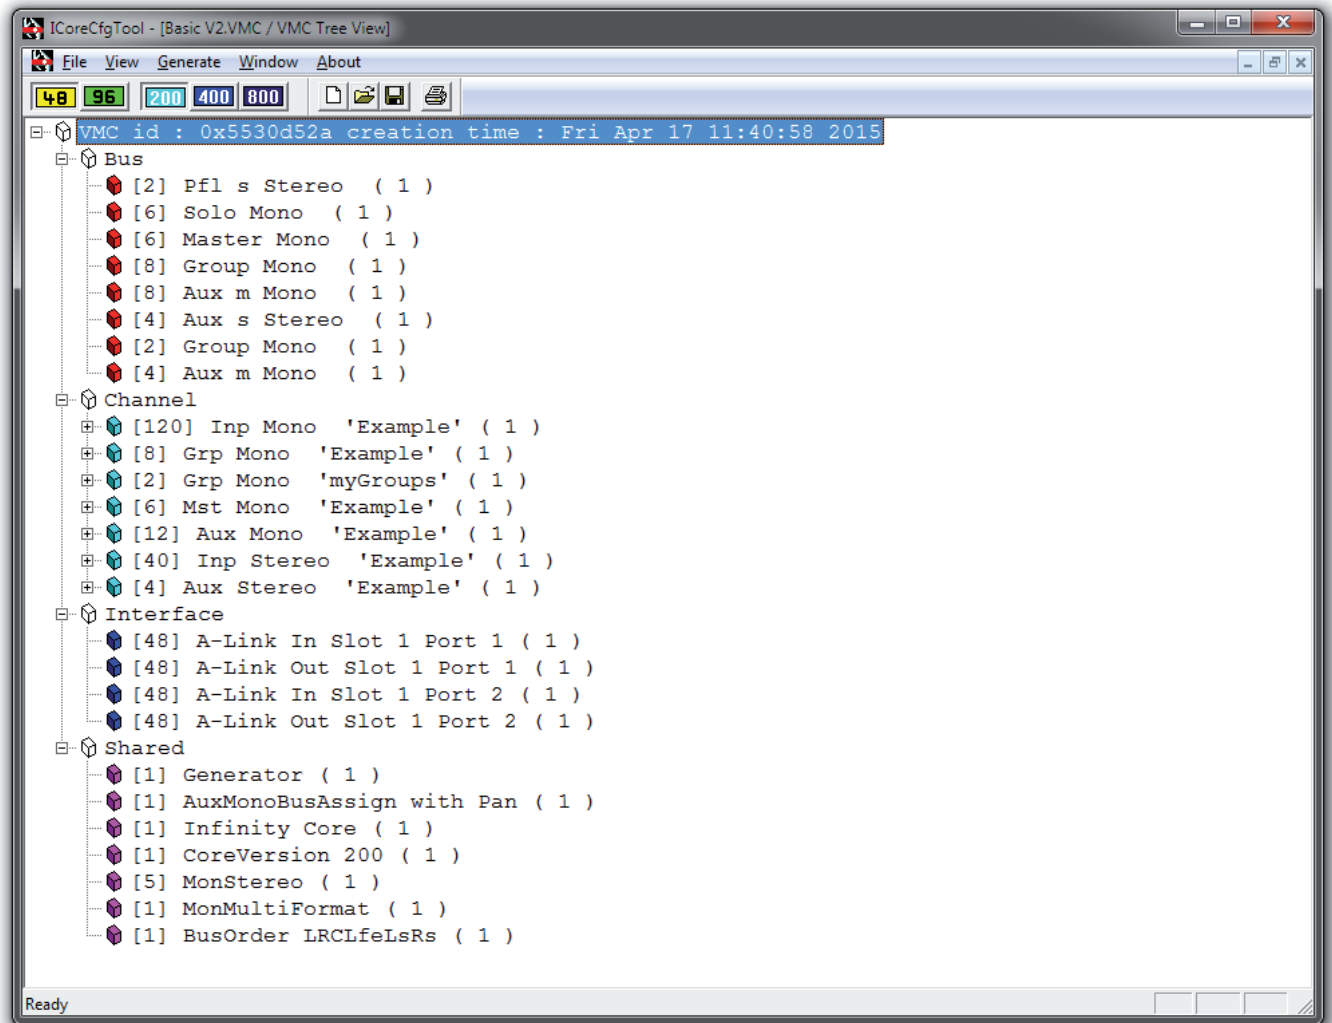 ICoreCfgTool - [Basic V2.VMC / VMC Tree View]
File View Generate Window About
48 96 200 400 800
VMC id : 0x5530d52a creation time : Fri Apr 17 11:40:58 2015
Bus
[2] Pfl s Stereo ( 1 )
[6] Solo Mono ( 1 )
[6] Master Mono ( 1 )
[8] Group Mono ( 1 )
[8] Aux m Mono ( 1 )
[4] Aux s Stereo ( 1 )
[2] Group Mono ( 1 )
[4] Aux m Mono ( 1 )
Channel
[120] Inp Mono 'Example' ( 1 )
[8] Grp Mono 'Example' ( 1 )
[2] Grp Mono 'myGroups' ( 1 )
[6] Mst Mono 'Example' ( 1 )
[12] Aux Mono 'Example' ( 1 )
[40] Inp Stereo 'Example' ( 1 )
[4] Aux Stereo 'Example' ( 1 )
Interface
[48] A-Link In Slot 1 Port 1 ( 1 )
[48] A-Link Out Slot 1 Port 1 ( 1 )
[48] A-Link In Slot 1 Port 2 ( 1 )
[48] A-Link Out Slot 1 Port 2 ( 1 )
Shared
[1] Generator ( 1 )
[1] AuxMonoBusAssign with Pan ( 1 )
[1] Infinity Core ( 1 )
[1] CoreVersion 200 ( 1 )
[5] MonStereo ( 1 )
[1] MonMultiFormat ( 1 )
[1] BusOrder LRCLfeLsRs ( 1 )
Ready